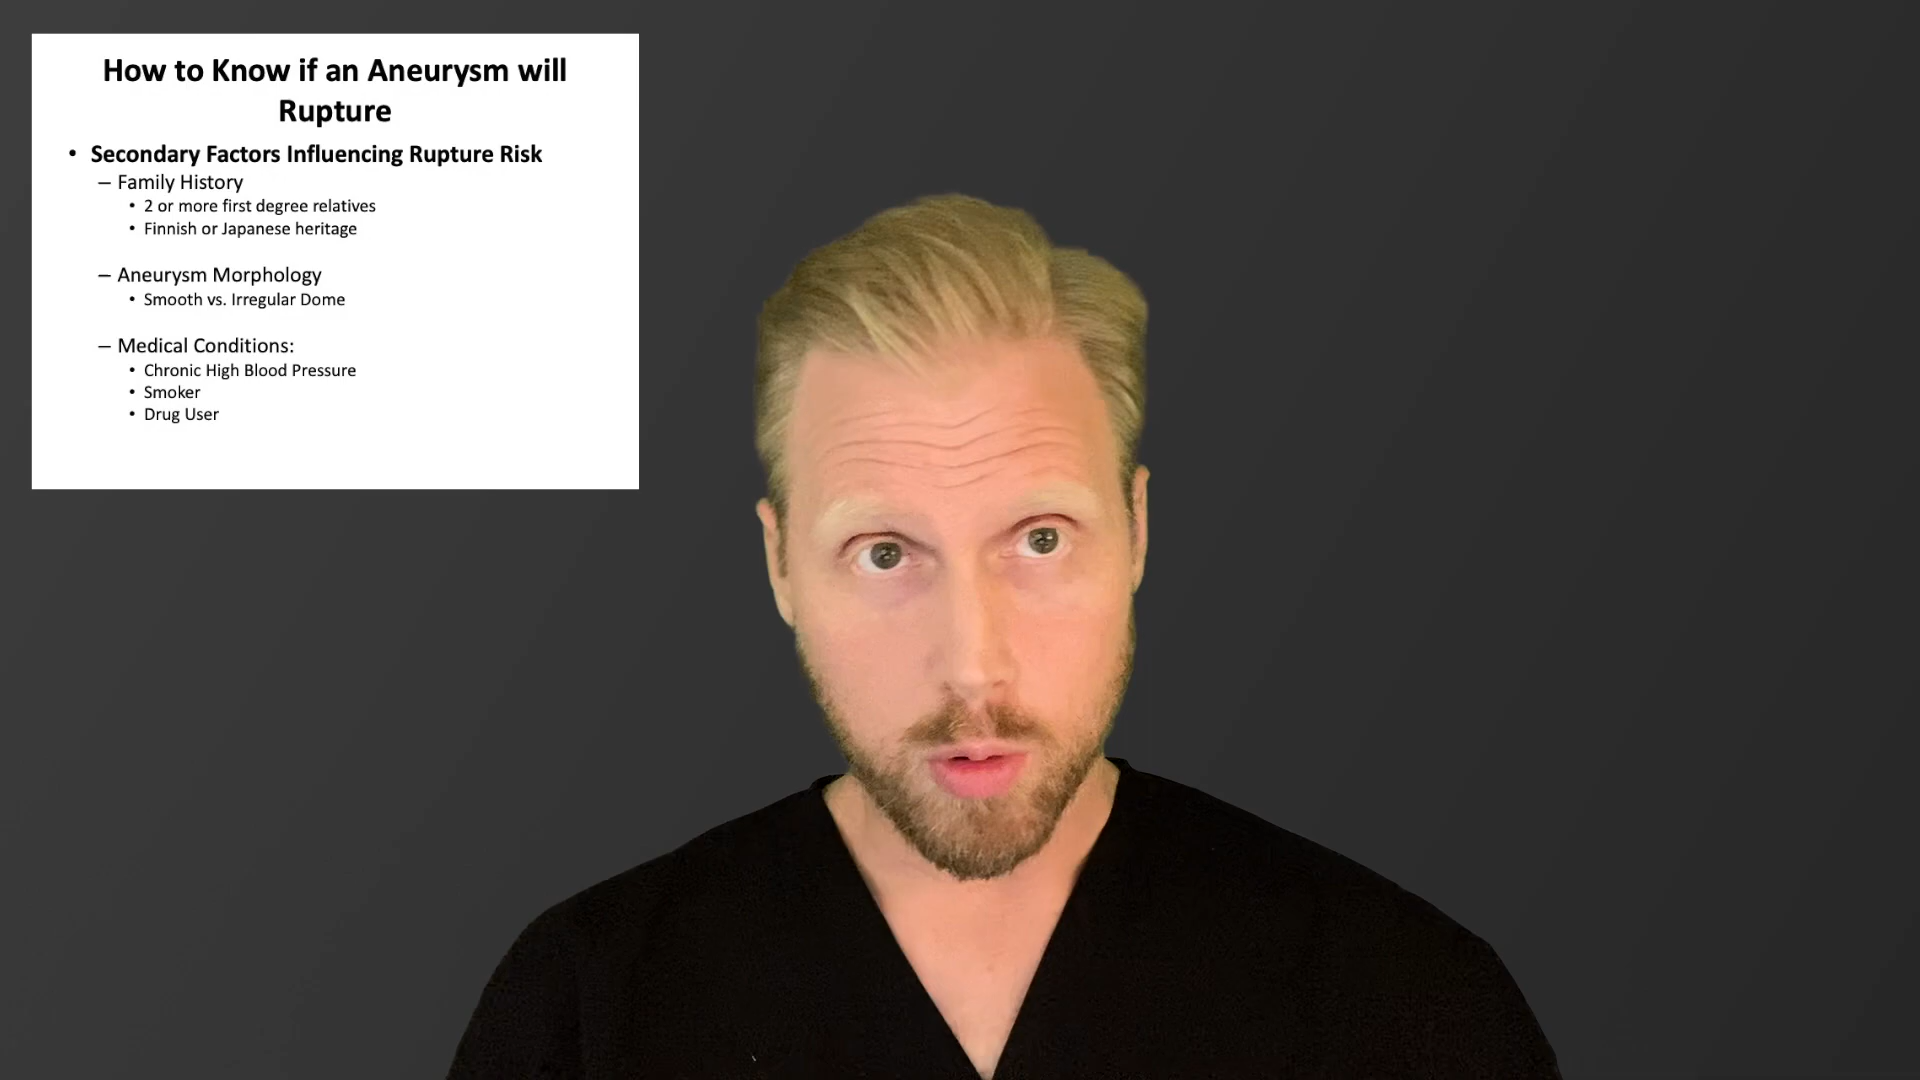 How to Know if an Aneurysm will
Rupture
• Secondary Factors Influencing Rupture Risk
– Family History
• 2 or more first degree relatives
• Finnish or Japanese heritage
– Aneurysm Morphology
• Smooth vs. Irregular Dome
– Medical Conditions:
• Chronic High Blood Pressure
• Smoker
• Drug User